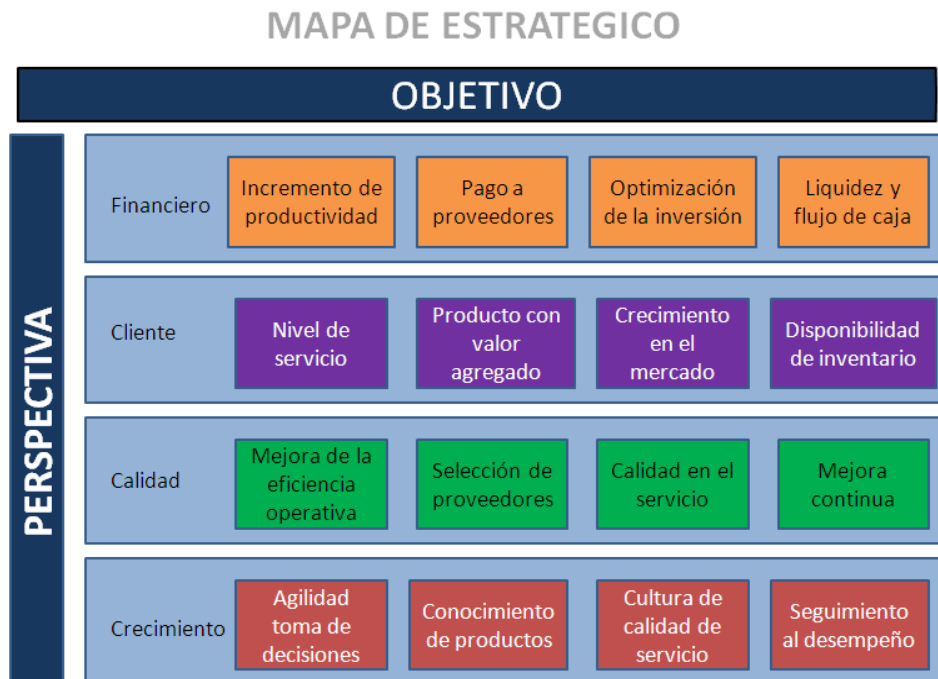 MAPA DE ESTRATEGICO
OBJETIVO
PERSPECTIVA
Financiero
Incremento de
productividad
Pago a
proveedores
Optimización
de la inversión
Liquidez y
flujo de caja
Cliente
Nivel de
servicio
Producto con
valor
agregado
Crecimiento
en el
mercado
Disponibilidad
de inventario
Calidad
Mejora de la
eficiencia
operativa
Selección de
proveedores
Calidad en el
servicio
Mejora
continua
Crecimiento
Agilidad
toma de
decisiones
Conocimiento
de productos
Cultura de
calidad de
servicio
Seguimiento
al desempeño